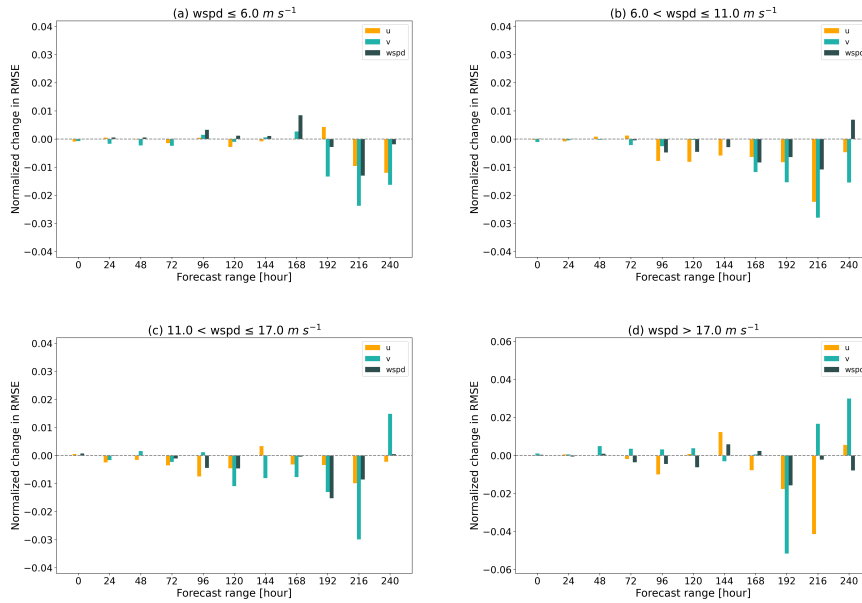 (a) wspd ≤ 6.0 m s⁻¹
0.04
0.03
0.02
0.01
0.00
−0.01
−0.02
−0.03
−0.04
Normalized change in RMSE
u
v
wspd
0 24 48 72 96 120 144 168 192 216 240
Forecast range [hour]
(b) 6.0 < wspd ≤ 11.0 m s⁻¹
0.04
0.03
0.02
0.01
0.00
−0.01
−0.02
−0.03
−0.04
Normalized change in RMSE
u
v
wspd
0 24 48 72 96 120 144 168 192 216 240
Forecast range [hour]
(c) 11.0 < wspd ≤ 17.0 m s⁻¹
0.04
0.03
0.02
0.01
0.00
−0.01
−0.02
−0.03
−0.04
Normalized change in RMSE
u
v
wspd
0 24 48 72 96 120 144 168 192 216 240
Forecast range [hour]
(d) wspd > 17.0 m s⁻¹
0.06
0.04
0.02
0.00
−0.02
−0.04
−0.06
Normalized change in RMSE
u
v
wspd
0 24 48 72 96 120 144 168 192 216 240
Forecast range [hour]